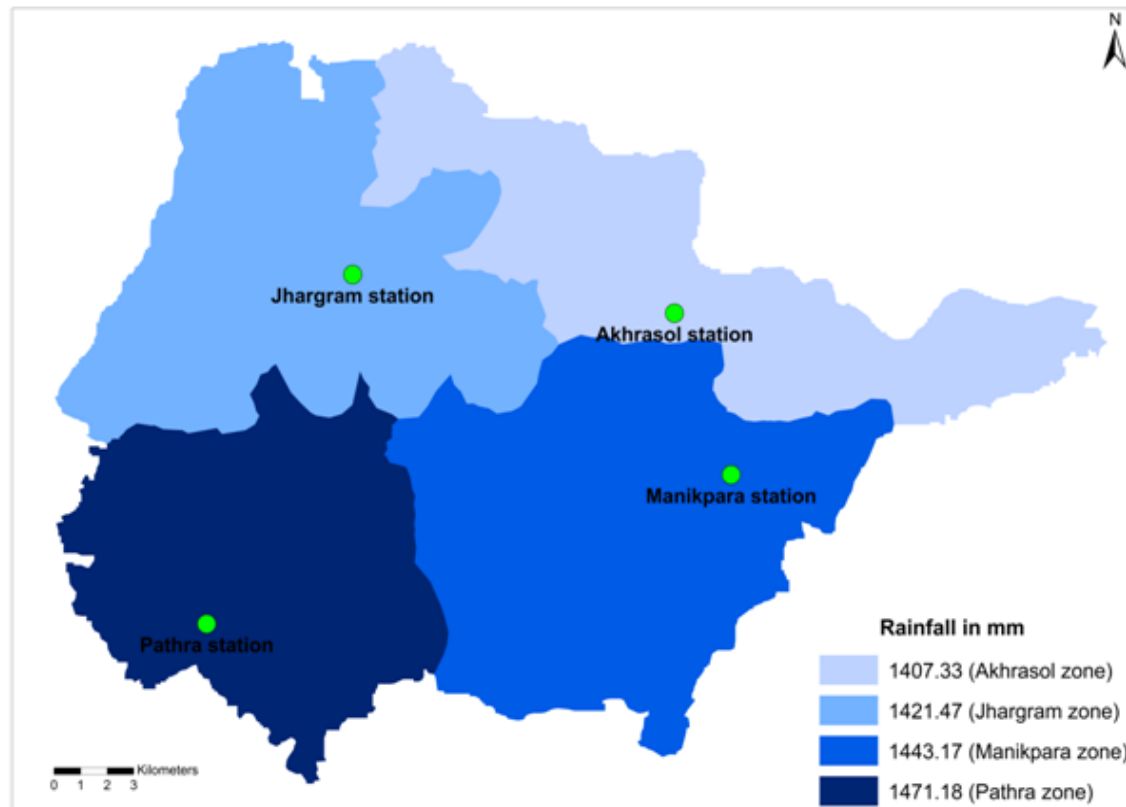 N
Jhargram station
Akhrasol station
Manikpara station
Pathra station
Rainfall in mm
1407.33 (Akhrasol zone)
1421.47 (Jhargram zone)
1443.17 (Manikpara zone)
1471.18 (Pathra zone)
Kilometers
0 1 2 3